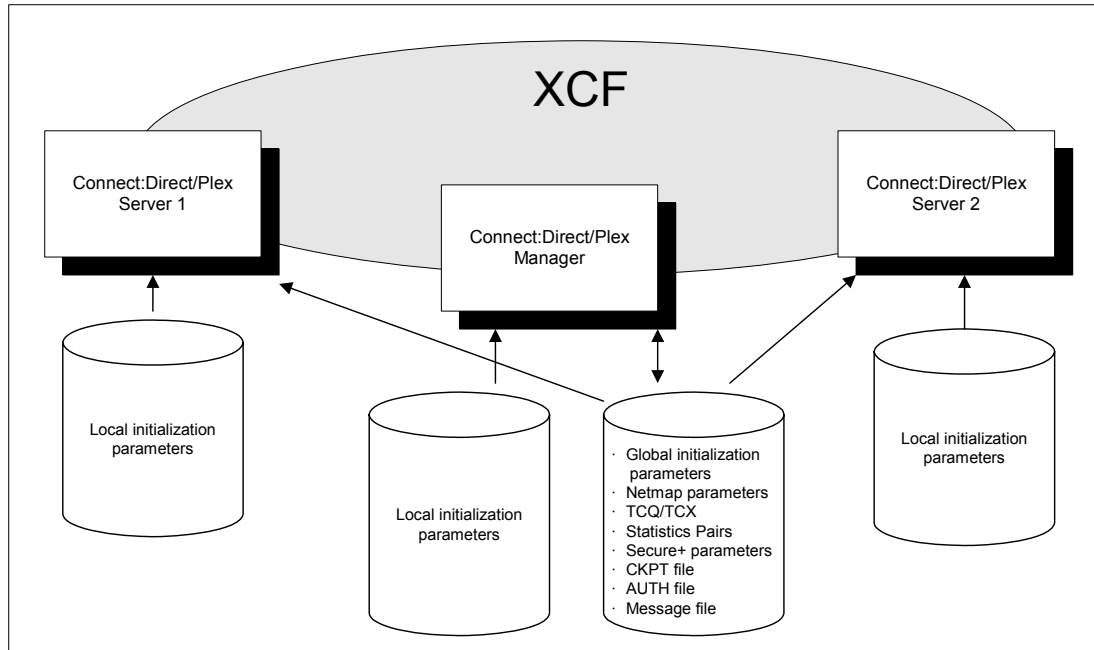 XCF
Connect:Direct/Plex
Server 1
Connect:Direct/Plex
Manager
Connect:Direct/Plex
Server 2
Local initialization
parameters
Local initialization
parameters
· Global initialization
parameters
· Netmap parameters
· TCQ/TCX
· Statistics Pairs
· Secure+ parameters
· CKPT file
· AUTH file
· Message file
Local initialization
parameters